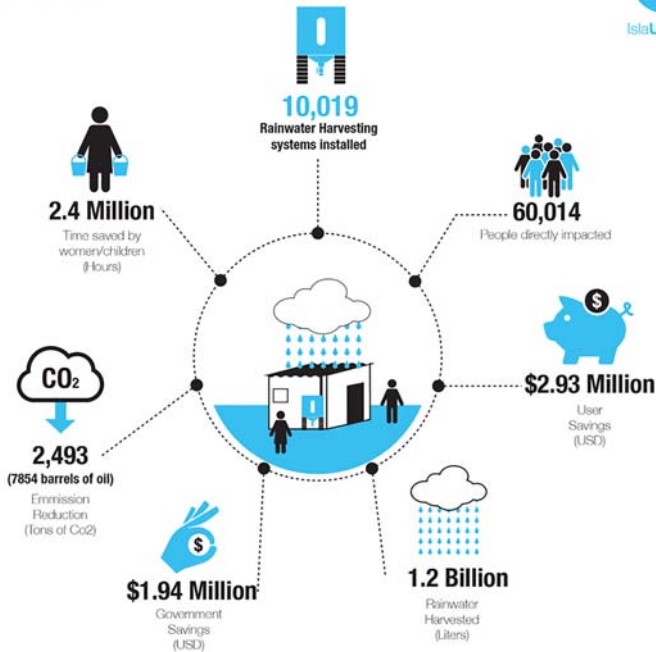 IslaU
10,019
Rainwater Harvesting
systems installed
2.4 Million
Time saved by
women/children
(Hours)
60,014
People directly impacted
$
$2.93 Million
User
Savings
(USD)
CO₂
2,493
(7854 barrels of oil)
Emmission
Reduction
(Tons of Co2)
$
$1.94 Million
Government
Savings
(USD)
1.2 Billion
Rainwater
Harvested
(Liters)